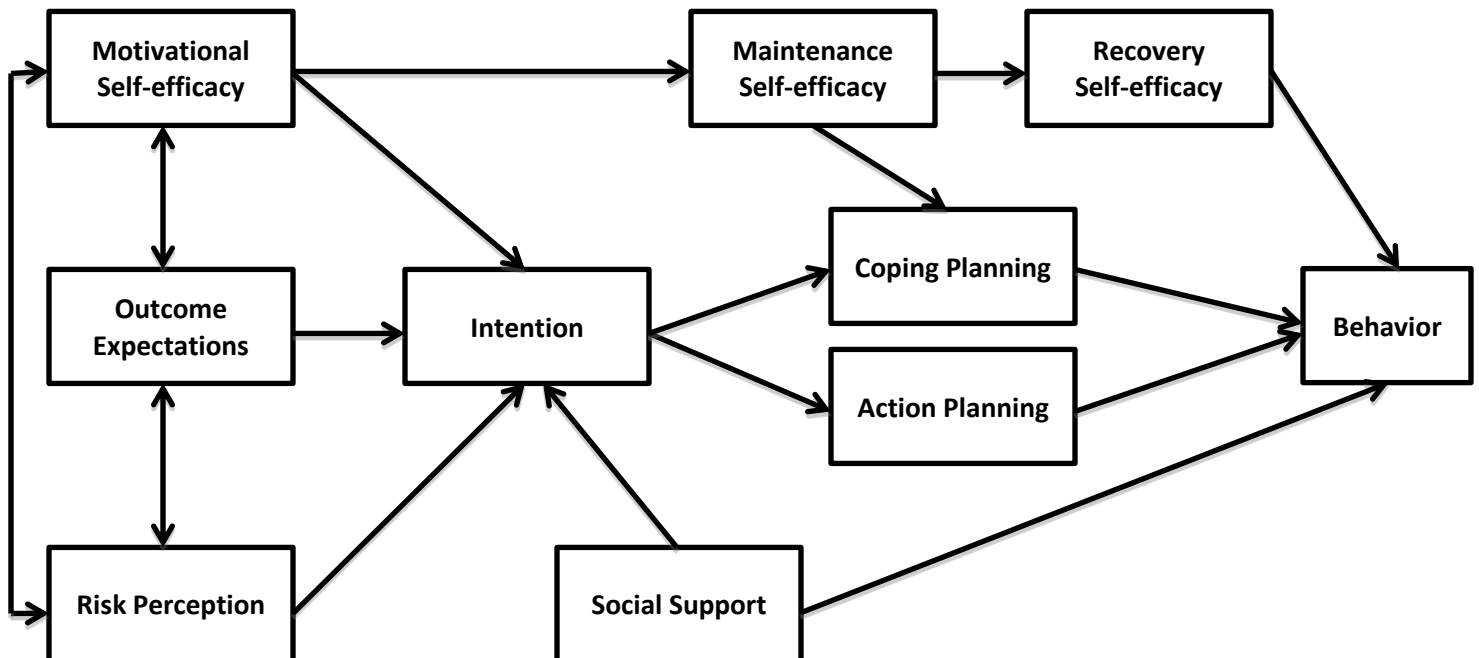 Motivational
Self-efficacy
Maintenance
Self-efficacy
Recovery
Self-efficacy
Coping Planning
Outcome
Expectations
Intention
Behavior
Action Planning
Risk Perception
Social Support